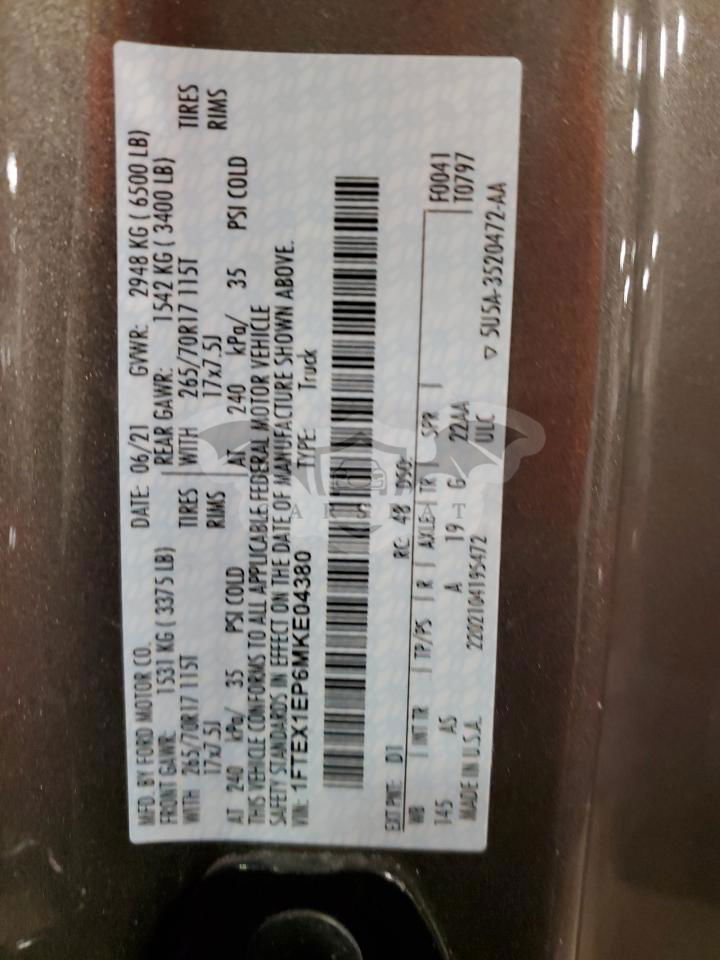 MFD. BY FORD MOTOR CO. DATE: 06/21 GVWR: 2948 KG ( 6500 LB)
FRONT GAWR: 1531 KG ( 3375 LB) REAR GAWR: 1542 KG ( 3400 LB)
WITH 265/70R17 115T TIRES WITH 265/70R17 115T TIRES
17x7.5J RIMS 17x7.5J RIMS
AT 240 kPa/ 35 PSI COLD AT 240 kPa/ 35 PSI COLD
THIS VEHICLE CONFORMS TO ALL APPLICABLE FEDERAL MOTOR VEHICLE
SAFETY STANDARDS IN EFFECT ON THE DATE OF MANUFACTURE SHOWN ABOVE.
VIN: 1FTEX1EP6MKE04380 TYPE: Truck
EXT PNT: D1 RC: 48 DSO: F0041
WB INT TR TP/PS R AXLE TR SPR T0797
145 AS A 19 G 22AA
MADE IN U.S.A. 2202104195472 ULC
5U5A-3520472-AA